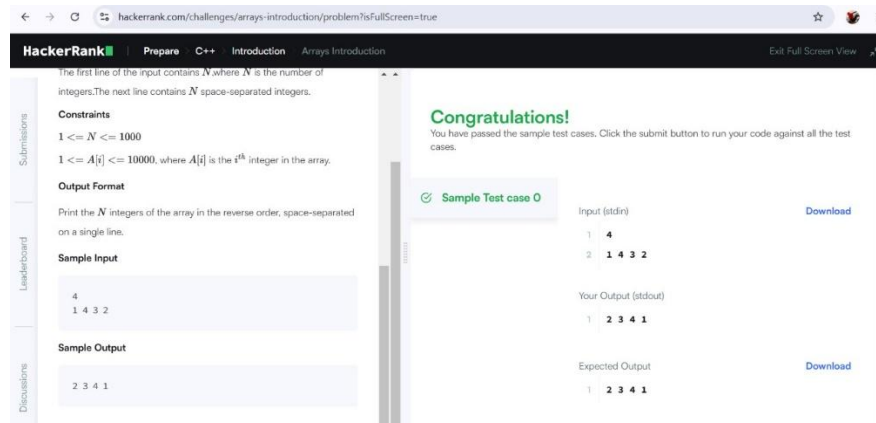 hackerrank.com/challenges/arrays-introduction/problem?isFullScreen=true
HackerRank Prepare > C++ > Introduction > Arrays Introduction
Exit Full Screen View
Submissions
Leaderboard
Discussions
The first line of the input contains N,where N is the number of
integers.The next line contains N space-separated integers.
Constraints
1 <= N <= 1000
1 <= A[i] <= 10000, where A[i] is the iᵗʰ integer in the array.
Output Format
Print the N integers of the array in the reverse order, space-separated
on a single line.
Sample Input
4
1 4 3 2
Sample Output
2 3 4 1
Congratulations!
You have passed the sample test cases. Click the submit button to run your code against all the test
cases.
Sample Test case 0
Input (stdin)
Download
1 4
2 1 4 3 2
Your Output (stdout)
1 2 3 4 1
Expected Output
Download
1 2 3 4 1